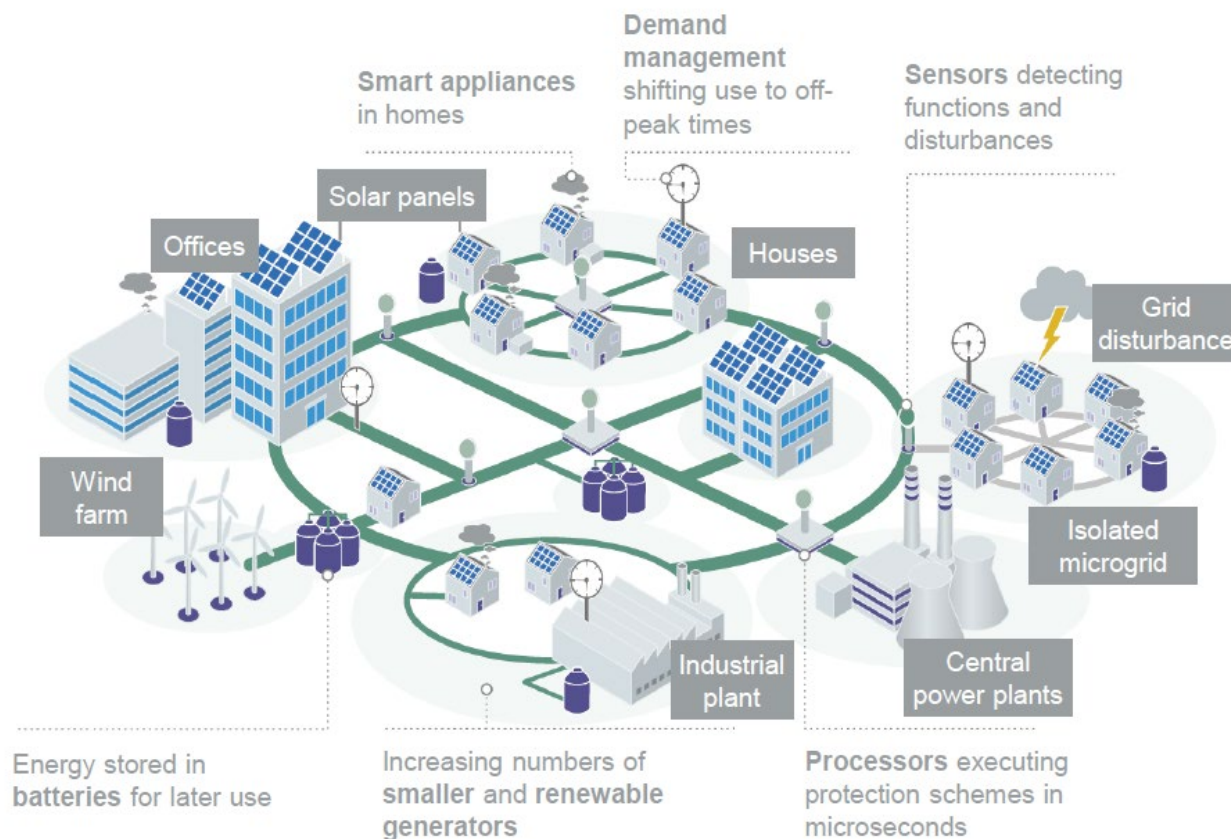 Demand
management
shifting use to off-
peak times
Smart appliances
in homes
Sensors detecting
functions and
disturbances
Solar panels
Offices
Houses
Grid
disturbance
Wind
farm
Isolated
microgrid
Industrial
plant
Central
power plants
Energy stored in
batteries for later use
Increasing numbers of
smaller and renewable
generators
Processors executing
protection schemes in
microseconds